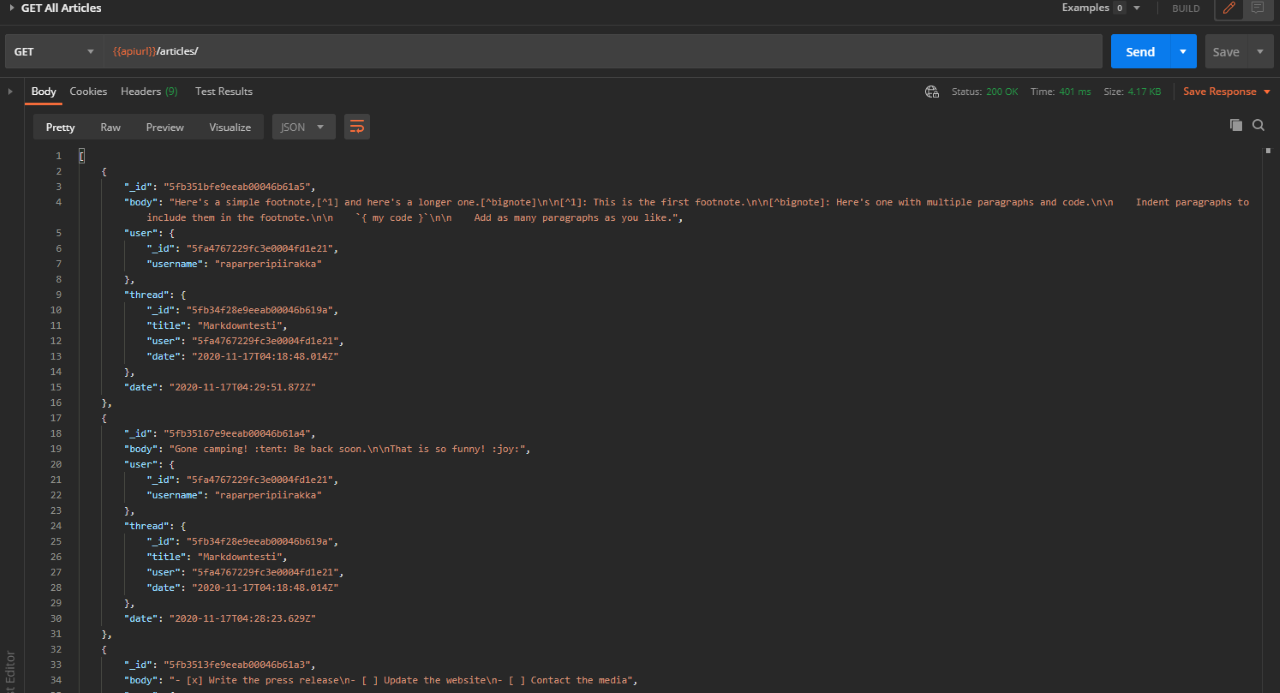 GET All Articles
Examples 0
BUILD
GET
{{apiurl}}/articles/
Send
Save
Body Cookies Headers (9) Test Results
Status: 200 OK Time: 401 ms Size: 4.17 KB
Save Response
Pretty Raw Preview Visualize
JSON
1 [
2 {
3 "_id": "5fb351bfe9eeab00046b61a5",
4 "body": "Here's a simple footnote,[^1] and here's a longer one.[^bignote]\n\n[^1]: This is the first footnote.\n\n[^bignote]: Here's one with multiple paragraphs and code.\n\n    Indent paragraphs to
include them in the footnote.\n\n    `{ my code }`\n\n    Add as many paragraphs as you like.",
5 "user": {
6 "_id": "5fa4767229fc3e0004fd1e21",
7 "username": "raparperipiirakka"
8 },
9 "thread": {
10 "_id": "5fb34f28e9eeab00046b619a",
11 "title": "Markdowntesti",
12 "user": "5fa4767229fc3e0004fd1e21",
13 "date": "2020-11-17T04:18:48.014Z"
14 },
15 "date": "2020-11-17T04:29:51.872Z"
16 },
17 {
18 "_id": "5fb35167e9eeab00046b61a4",
19 "body": "Gone camping! :tent: Be back soon.\n\nThat is so funny! :joy:",
20 "user": {
21 "_id": "5fa4767229fc3e0004fd1e21",
22 "username": "raparperipiirakka"
23 },
24 "thread": {
25 "_id": "5fb34f28e9eeab00046b619a",
26 "title": "Markdowntesti",
27 "user": "5fa4767229fc3e0004fd1e21",
28 "date": "2020-11-17T04:18:48.014Z"
29 },
30 "date": "2020-11-17T04:28:23.629Z"
31 },
32 {
33 "_id": "5fb3513fe9eeab00046b61a3",
34 "body": "- [x] Write the press release\n- [ ] Update the website\n- [ ] Contact the media",
Editor